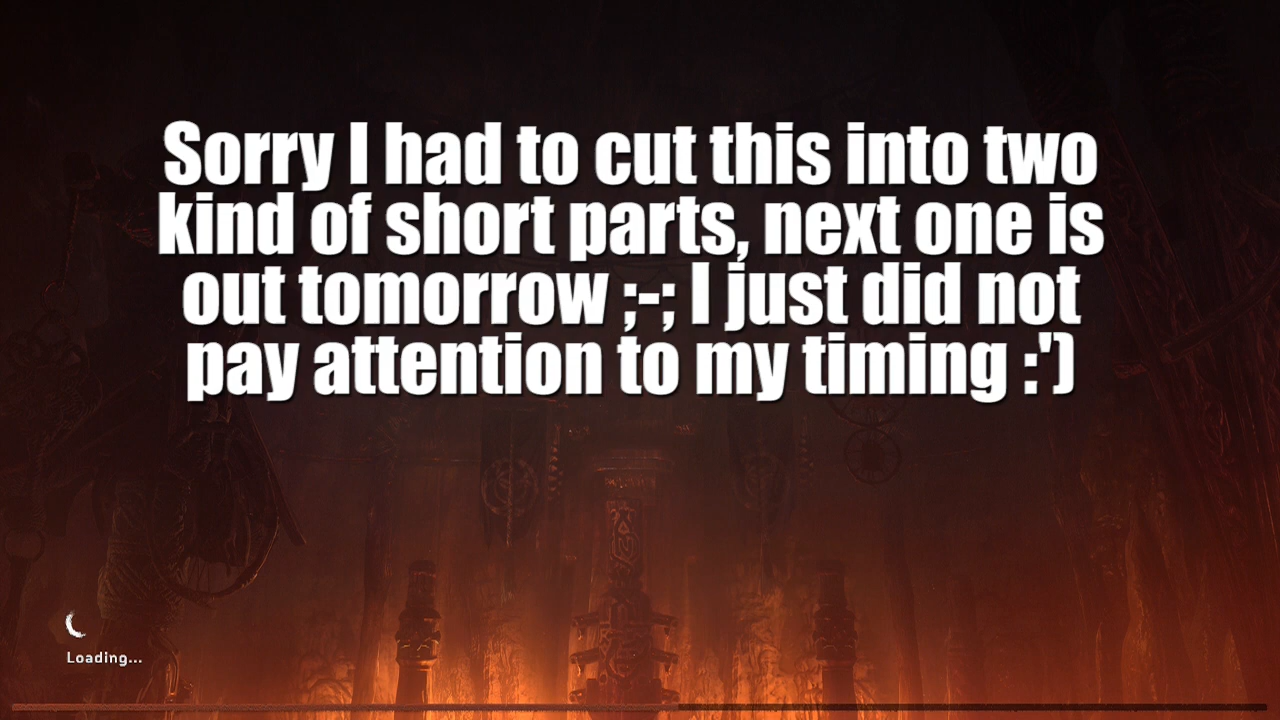 Sorry I had to cut this into two
kind of short parts, next one is
out tomorrow ;-; I just did not
pay attention to my timing :')
Loading...